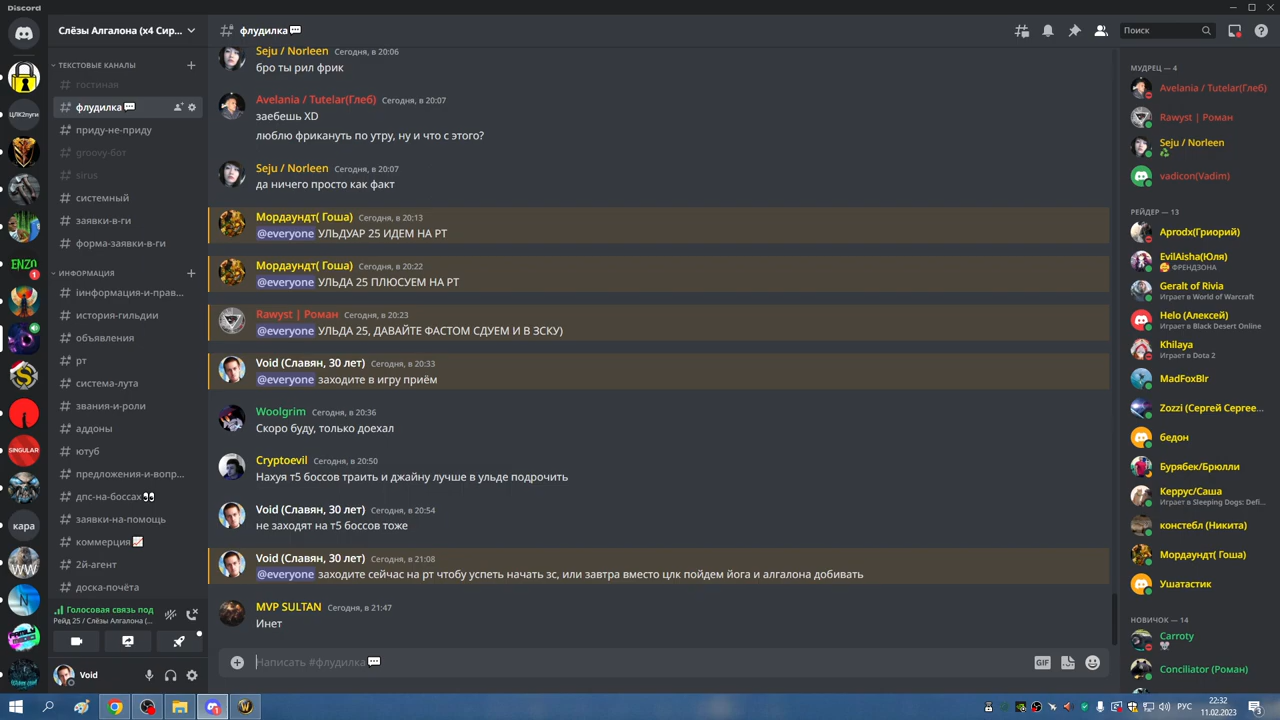 Discord
Слёзы Алгалона (x4 Сир...
флудилка
Поиск
ТЕКСТОВЫЕ КАНАЛЫ
гостиная
флудилка
приду-не-приду
groovy-бот
sirus
системный
заявки-в-ги
форма-заявки-в-ги
ИНФОРМАЦИЯ
iинформация-и-прав...
история-гильдии
объявления
рт
система-лута
звания-и-роли
аддоны
ютуб
предложения-и-вопр...
дпс-на-боссах
заявки-на-помощь
коммерция
2й-агент
доска-почёта
Голосовая связь под
Рейд 25 / Слёзы Алгалона (...
Void
ЦЛК2пуги
ENZO
1
SINGULAR
кара
WW
Seju / Norleen Сегодня, в 20:06
бро ты рил фрик
Avelania / Tutelar(Глеб) Сегодня, в 20:07
заебешь XD
люблю фрикануть по утру, ну и что с этого?
Seju / Norleen Сегодня, в 20:07
да ничего просто как факт
Мордаундт( Гоша) Сегодня, в 20:13
@everyone УЛЬДУАР 25 ИДЕМ НА РТ
Мордаундт( Гоша) Сегодня, в 20:22
@everyone УЛЬДА 25 ПЛЮСУЕМ НА РТ
Rawyst | Роман Сегодня, в 20:23
@everyone УЛЬДА 25, ДАВАЙТЕ ФАСТОМ СДУЕМ И В ЗСКУ)
Void (Славян, 30 лет) Сегодня, в 20:33
@everyone заходите в игру приём
Woolgrim Сегодня, в 20:36
Скоро буду, только доехал
Cryptoevil Сегодня, в 20:50
Нахуя т5 боссов траить и джайну лучше в ульде подрочить
Void (Славян, 30 лет) Сегодня, в 20:54
не заходят на т5 боссов тоже
Void (Славян, 30 лет) Сегодня, в 21:08
@everyone заходите сейчас на рт чтобы успеть начать зс, или завтра вместо цлк пойдем йога и алгалона добивать
MVP SULTAN Сегодня, в 21:47
Инет
Написать #флудилка
GIF
МУДРЕЦ — 4
Avelania / Tutelar(Глеб)
Rawyst | Роман
Seju / Norleen
vadicon(Vadim)
РЕЙДЕР — 13
Aprodx(Гриорий)
EvilAisha(Юля)
ФРЕНДЗОНА
Geralt of Rivia
Играет в World of Warcraft
Helo (Алексей)
Играет в Black Desert Online
Khilaya
Играет в Dota 2
MadFoxBlr
Zozzi (Сергей Сергее...
бедон
Бурябек/Брюлли
Керрус/Саша
Играет в Sleeping Dogs: Defi...
констебл (Никита)
Мордаундт( Гоша)
Ушатастик
НОВИЧОК — 14
Carroty
Conciliator (Роман)
РУС
22:32
11.02.2023
3